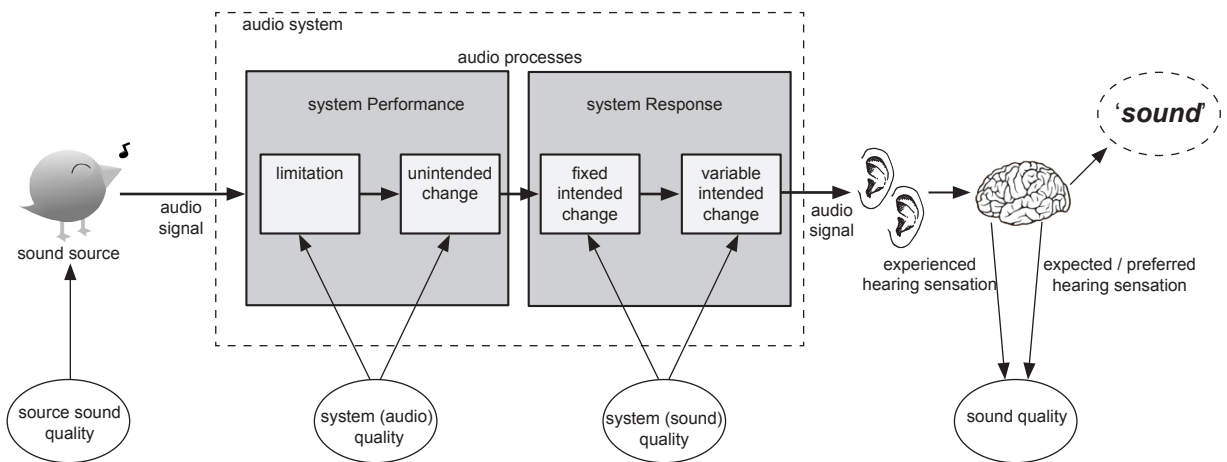 audio system
audio processes
system Performance
system Response
'sound'
limitation
unintended
change
fixed
intended
change
variable
intended
change
audio
signal
audio
signal
sound source
experienced
hearing sensation
expected / preferred
hearing sensation
source sound
quality
system (audio)
quality
system (sound)
quality
sound quality